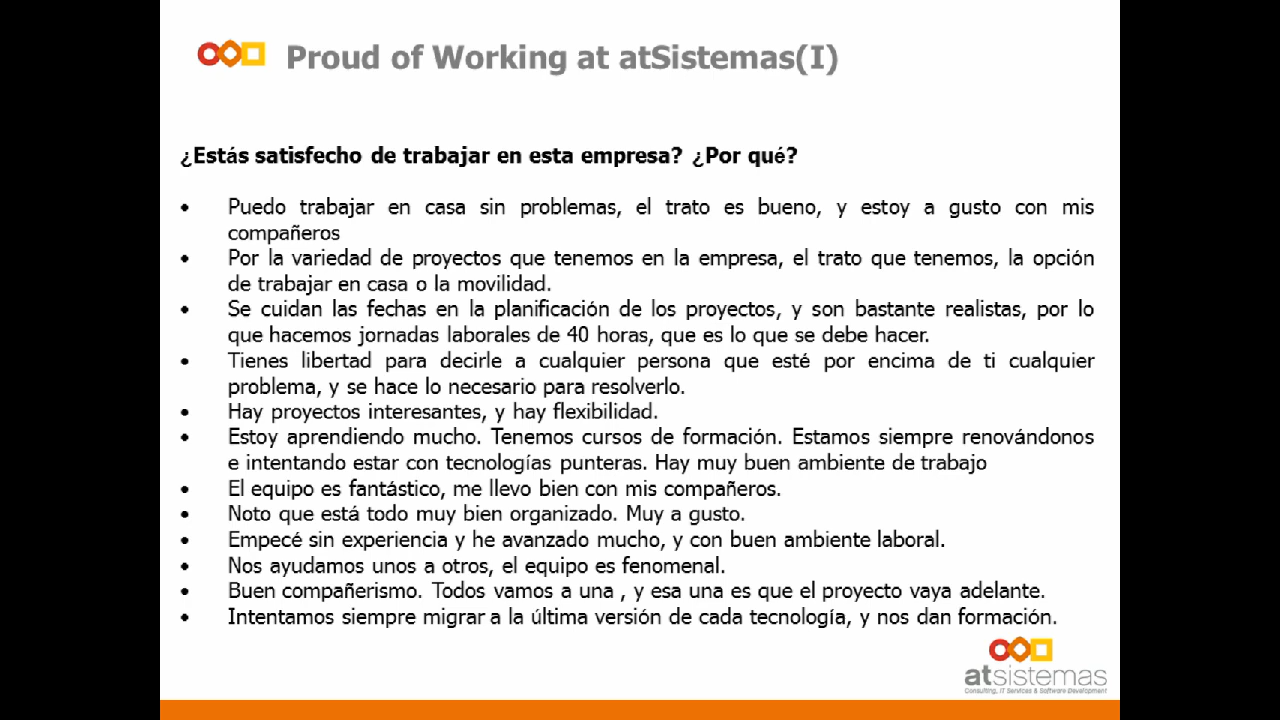 Proud of Working at atSistemas(I)
¿Estás satisfecho de trabajar en esta empresa? ¿Por qué?
• Puedo trabajar en casa sin problemas, el trato es bueno, y estoy a gusto con mis
compañeros
• Por la variedad de proyectos que tenemos en la empresa, el trato que tenemos, la opción
de trabajar en casa o la movilidad.
• Se cuidan las fechas en la planificación de los proyectos, y son bastante realistas, por lo
que hacemos jornadas laborales de 40 horas, que es lo que se debe hacer.
• Tienes libertad para decirle a cualquier persona que esté por encima de ti cualquier
problema, y se hace lo necesario para resolverlo.
• Hay proyectos interesantes, y hay flexibilidad.
• Estoy aprendiendo mucho. Tenemos cursos de formación. Estamos siempre renovándonos
e intentando estar con tecnologías punteras. Hay muy buen ambiente de trabajo
• El equipo es fantástico, me llevo bien con mis compañeros.
• Noto que está todo muy bien organizado. Muy a gusto.
• Empecé sin experiencia y he avanzado mucho, y con buen ambiente laboral.
• Nos ayudamos unos a otros, el equipo es fenomenal.
• Buen compañerismo. Todos vamos a una , y esa una es que el proyecto vaya adelante.
• Intentamos siempre migrar a la última versión de cada tecnología, y nos dan formación.
atsistemas
Consulting, IT Services & Software Development